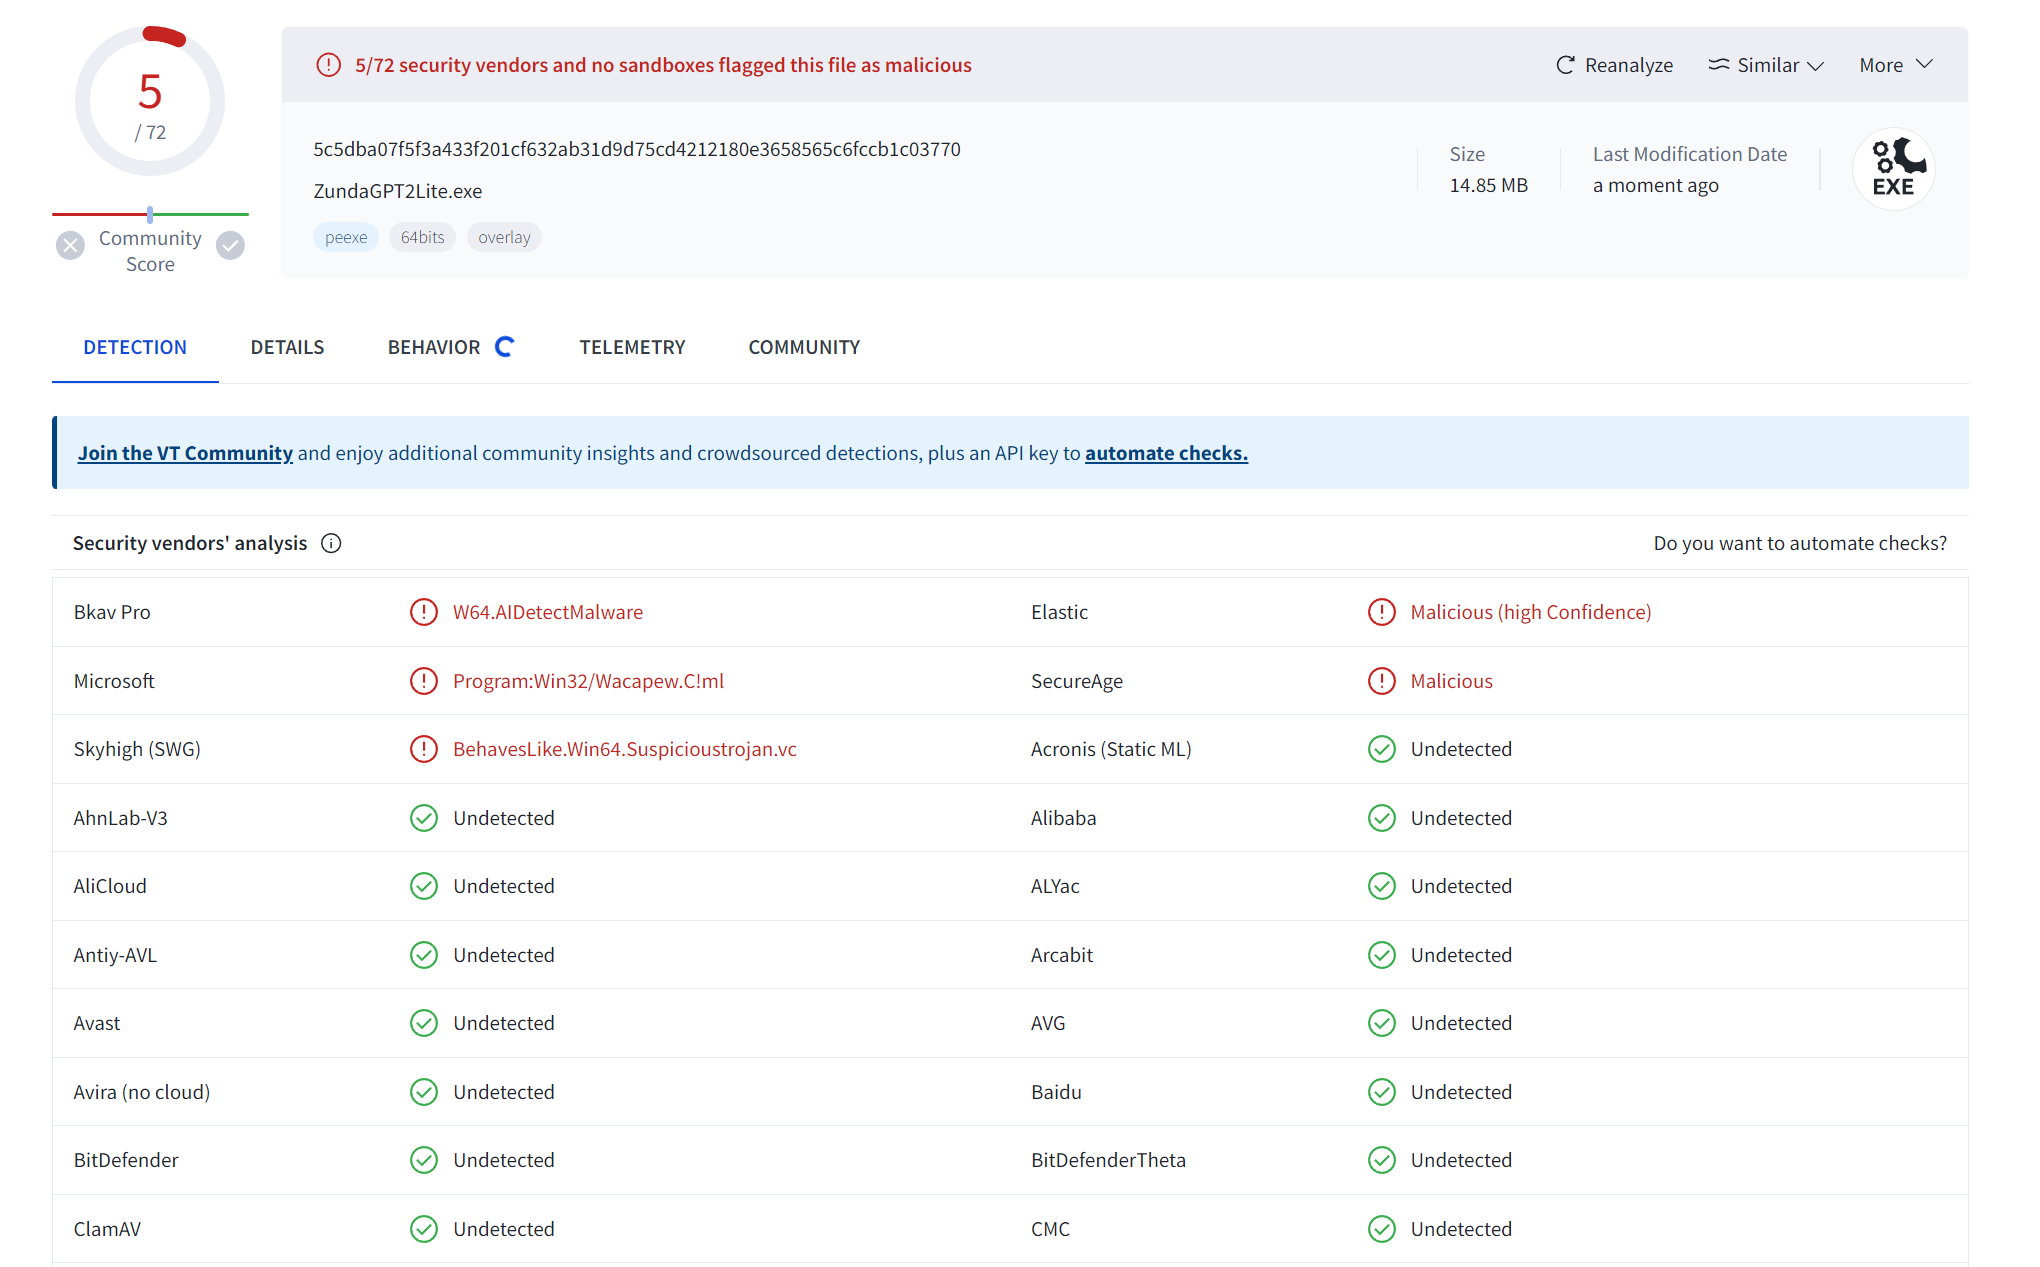 5
/ 72
Community
Score
5/72 security vendors and no sandboxes flagged this file as malicious
Reanalyze
Similar
More
5c5dba07f5f3a433f201cf632ab31d9d75cd4212180e3658565c6fccb1c03770
ZundaGPT2Lite.exe
peexe 64bits overlay
Size
14.85 MB
Last Modification Date
a moment ago
EXE
DETECTION DETAILS BEHAVIOR TELEMETRY COMMUNITY
Join the VT Community and enjoy additional community insights and crowdsourced detections, plus an API key to automate checks.
Security vendors' analysis Do you want to automate checks?
Bkav Pro W64.AIDetectMalware Elastic Malicious (high Confidence)
Microsoft Program:Win32/Wacapew.C!ml SecureAge Malicious
Skyhigh (SWG) BehavesLike.Win64.Suspicioustrojan.vc Acronis (Static ML) Undetected
AhnLab-V3 Undetected Alibaba Undetected
AliCloud Undetected ALYac Undetected
Antiy-AVL Undetected Arcabit Undetected
Avast Undetected AVG Undetected
Avira (no cloud) Undetected Baidu Undetected
BitDefender Undetected BitDefenderTheta Undetected
ClamAV Undetected CMC Undetected